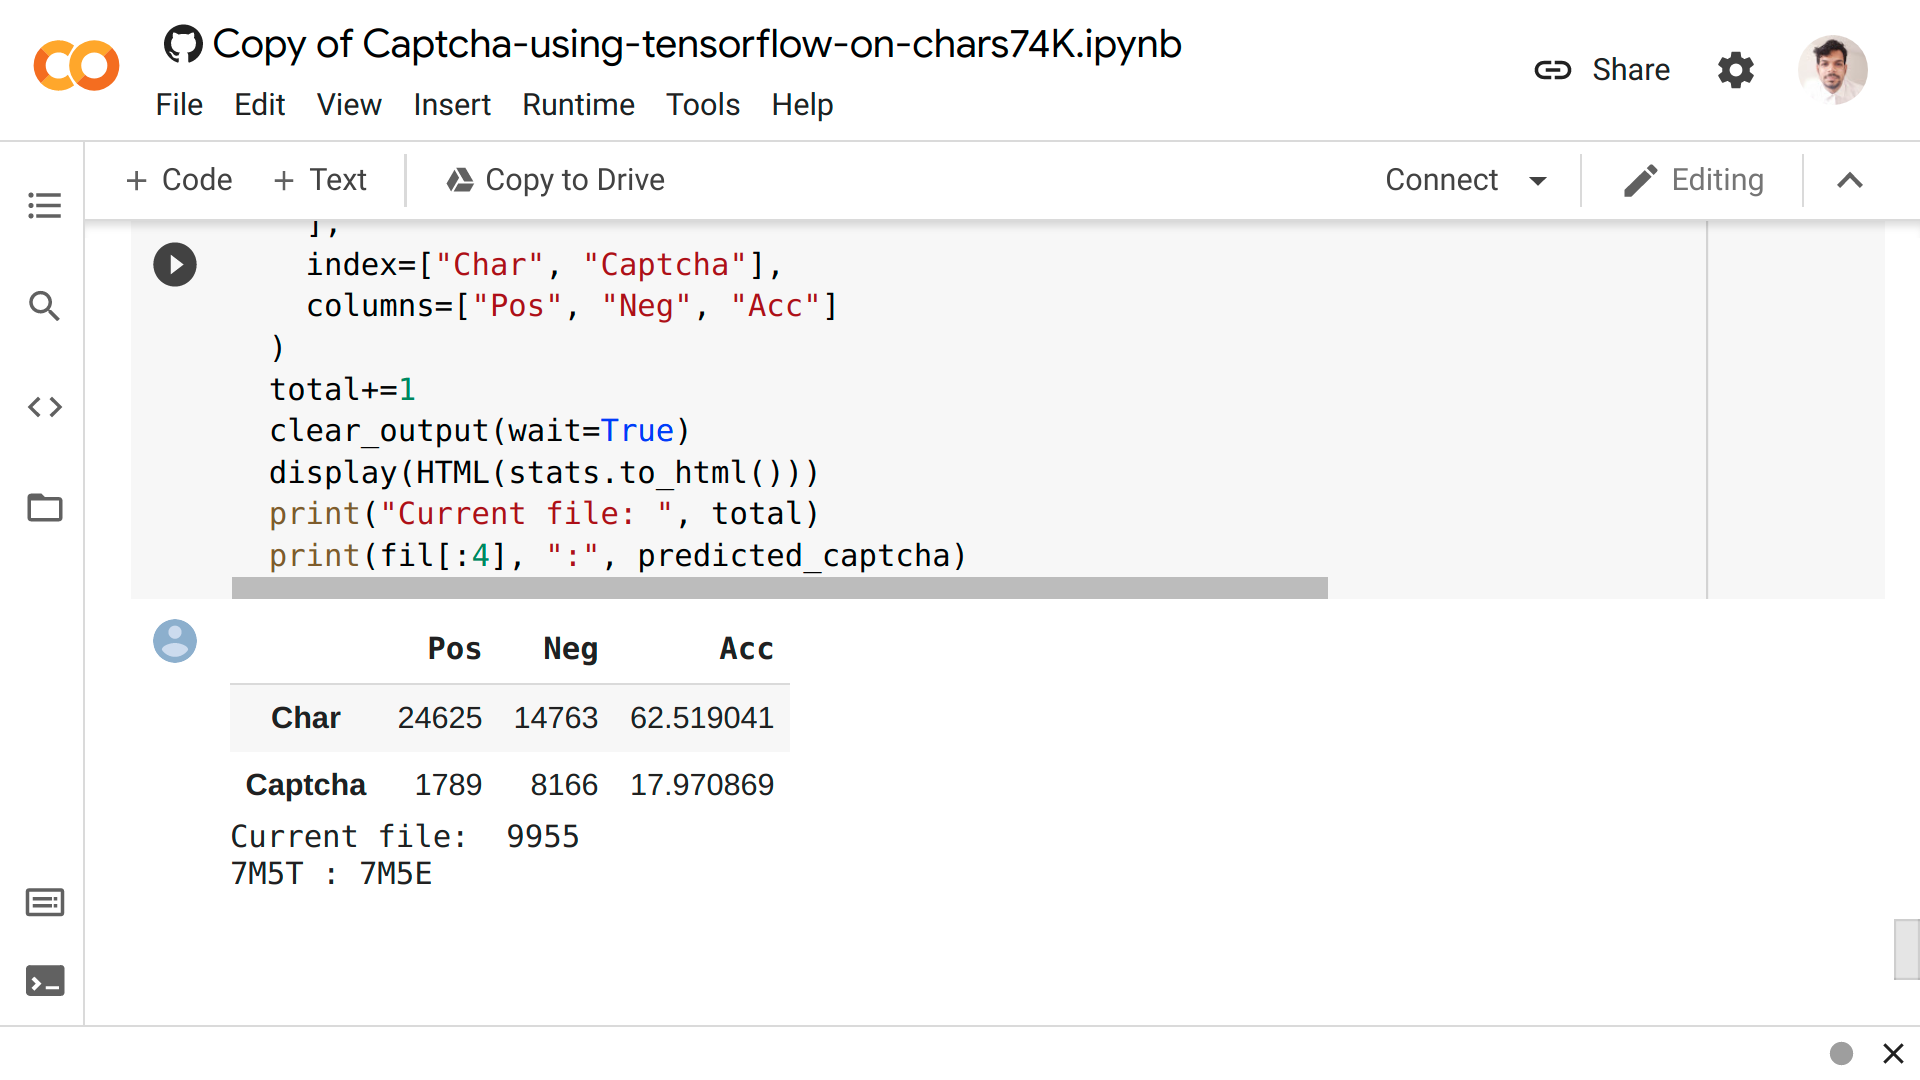 Copy of Captcha-using-tensorflow-on-chars74K.ipynb
File Edit View Insert Runtime Tools Help
Share
+ Code + Text Copy to Drive
Connect Editing
],
index=["Char", "Captcha"],
columns=["Pos", "Neg", "Acc"]
)
total+=1
clear_output(wait=True)
display(HTML(stats.to_html()))
print("Current file: ", total)
print(fil[:4], ":", predicted_captcha)
Pos Neg Acc
Char 24625 14763 62.519041
Captcha 1789 8166 17.970869
Current file:  9955
7M5T : 7M5E